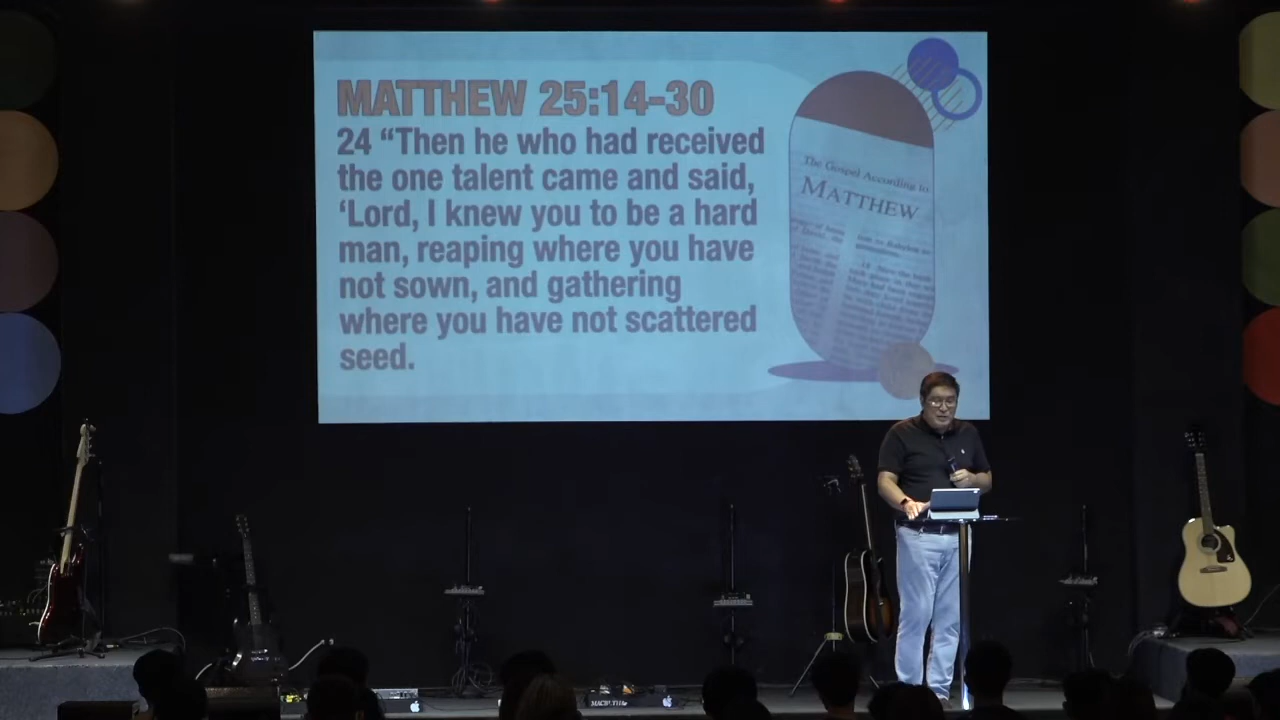 MATTHEW 25:14-30
24 “Then he who had received
the one talent came and said,
‘Lord, I knew you to be a hard
man, reaping where you have
not sown, and gathering
where you have not scattered
seed.
The Gospel According to
MATTHEW